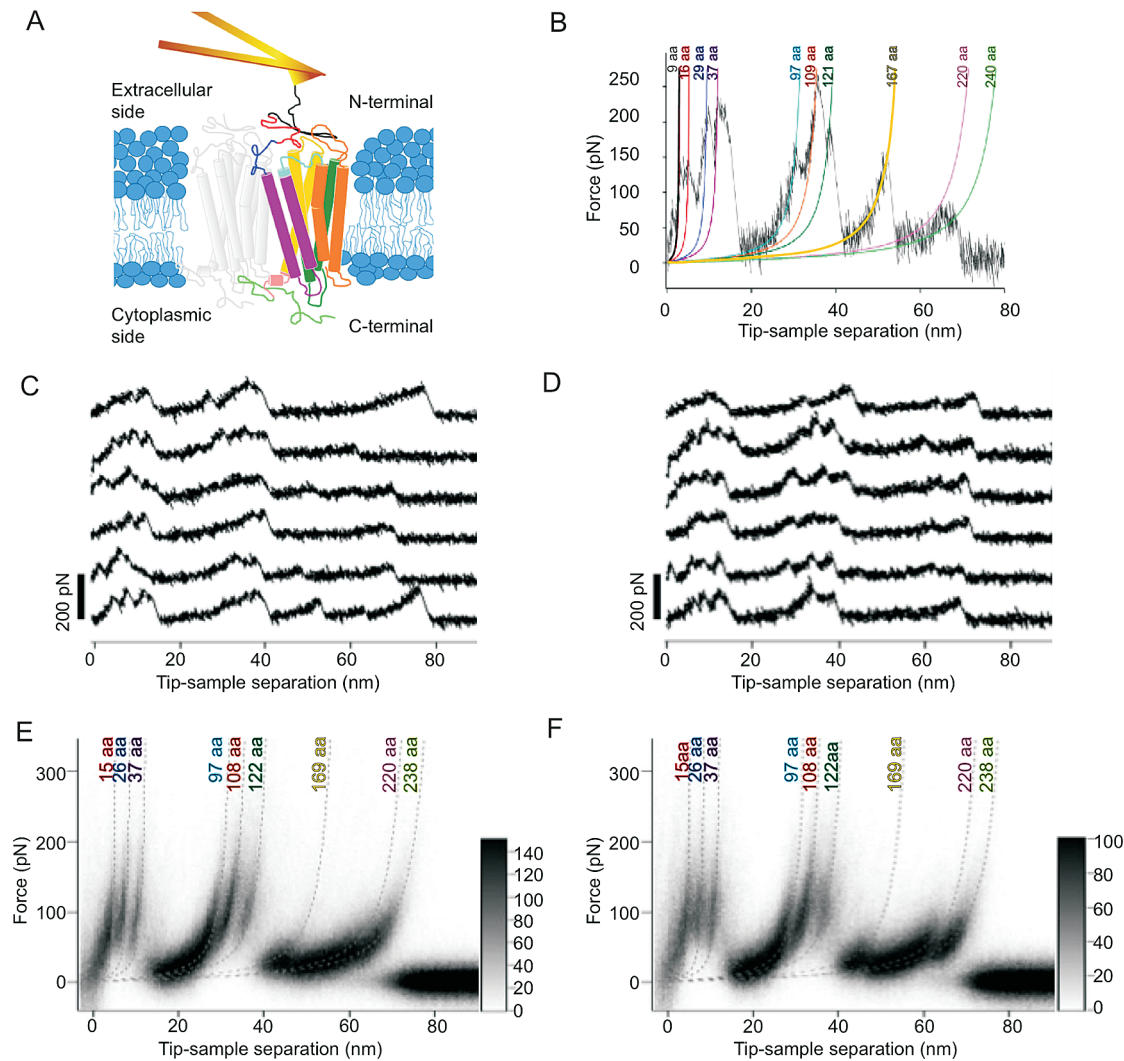 A
Extracellular
side
N-terminal
Cytoplasmic
side
C-terminal
B
9 aa
16 aa
29 aa
37 aa
97 aa
109 aa
121 aa
167 aa
220 aa
240 aa
Force (pN)
250
200
150
100
50
0
0 20 40 60 80
Tip-sample separation (nm)
C
200 pN
0 20 40 60 80
Tip-sample separation (nm)
D
200 pN
0 20 40 60 80
Tip-sample separation (nm)
E
15 aa
26 aa
37 aa
97 aa
108 aa
122 aa
169 aa
220 aa
238 aa
Force (pN)
300
200
100
0
0 20 40 60 80
Tip-sample separation (nm)
140
120
100
80
60
40
20
0
F
15aa
26 aa
37 aa
97 aa
108 aa
122aa
169 aa
220 aa
238 aa
Force (pN)
300
200
100
0
0 20 40 60 80
Tip-sample separation (nm)
100
80
60
40
20
0